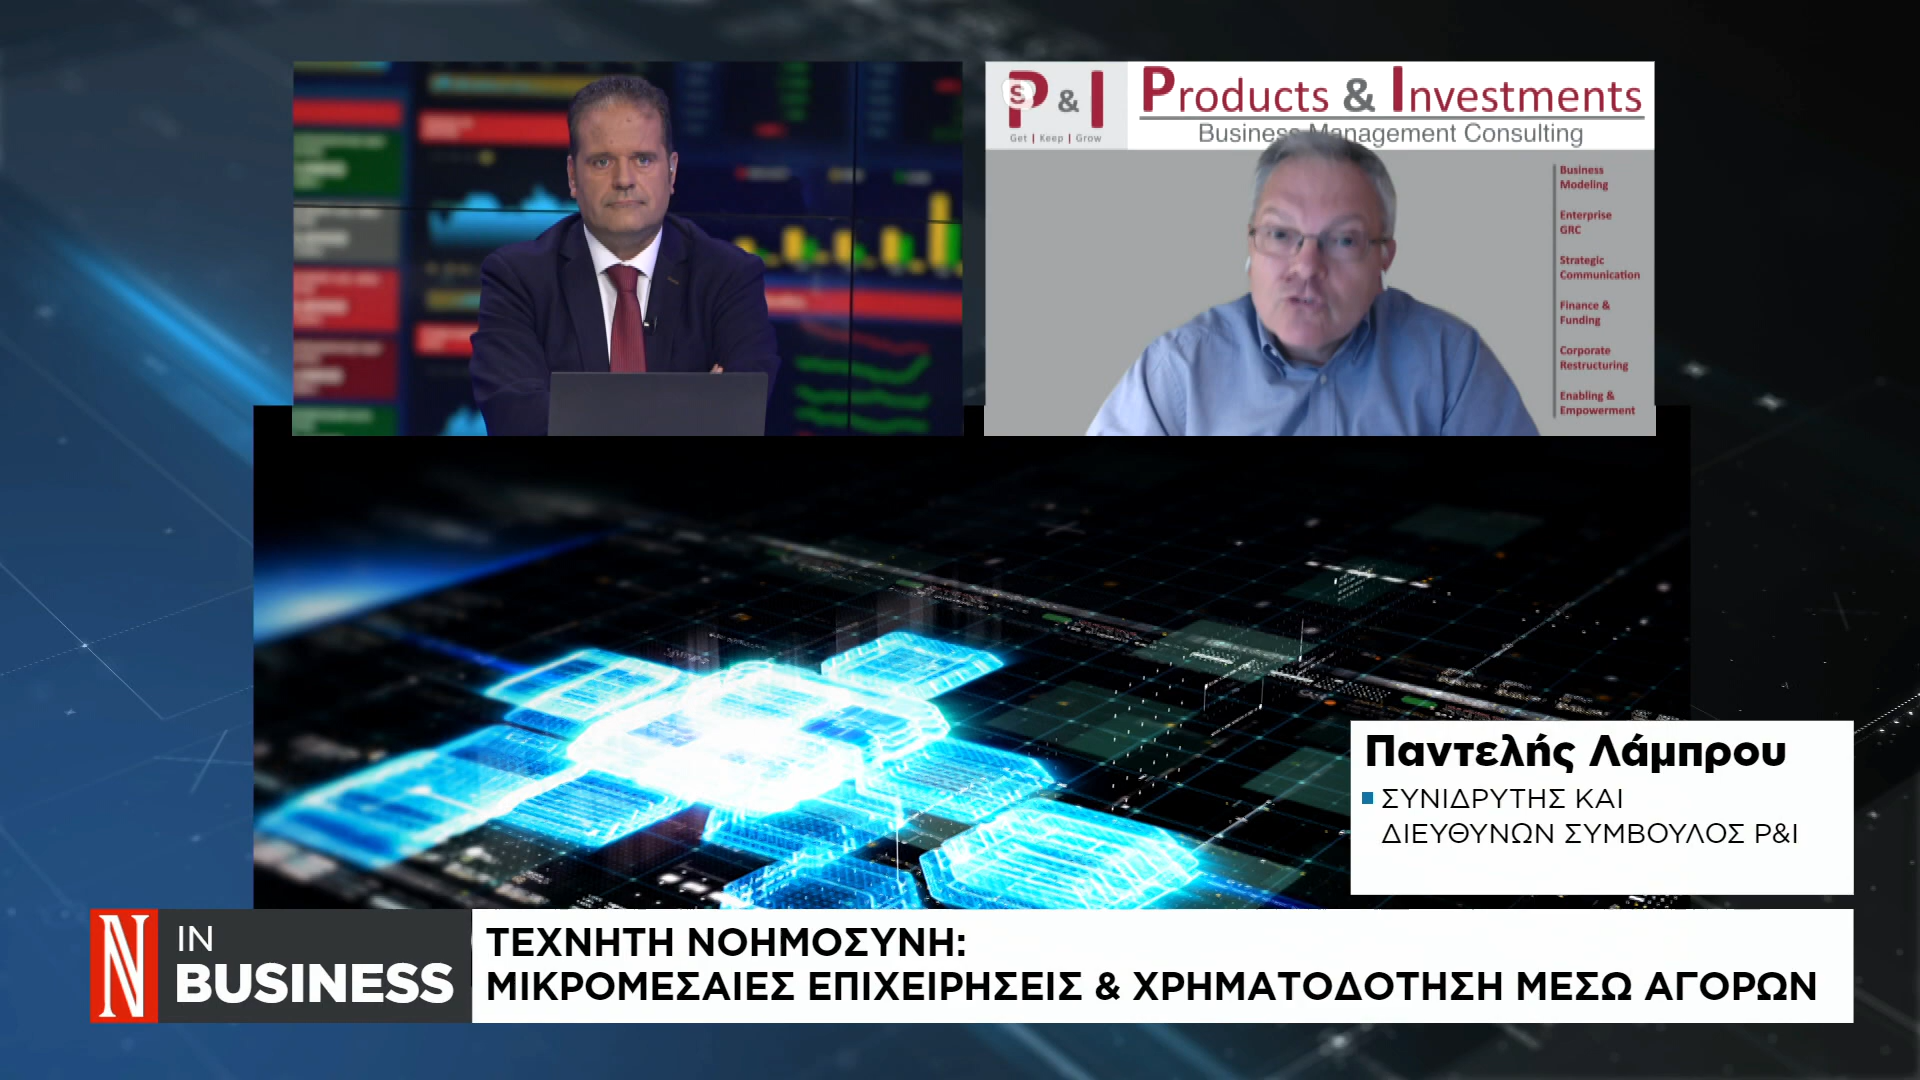 S P & I
Get | Keep | Grow
Products & Investments
Business Management Consulting
Business
Modeling
Enterprise
GRC
Strategic
Communication
Finance &
Funding
Corporate
Restructuring
Enabling &
Empowerment
Παντελής Λάμπρου
ΣΥΝΙΔΡΥΤΗΣ ΚΑΙ
ΔΙΕΥΘΥΝΩΝ ΣΥΜΒΟΥΛΟΣ P&I
N IN
BUSINESS
ΤΕΧΝΗΤΗ ΝΟΗΜΟΣΥΝΗ:
ΜΙΚΡΟΜΕΣΑΙΕΣ ΕΠΙΧΕΙΡΗΣΕΙΣ & ΧΡΗΜΑΤΟΔΟΤΗΣΗ ΜΕΣΩ ΑΓΟΡΩΝ